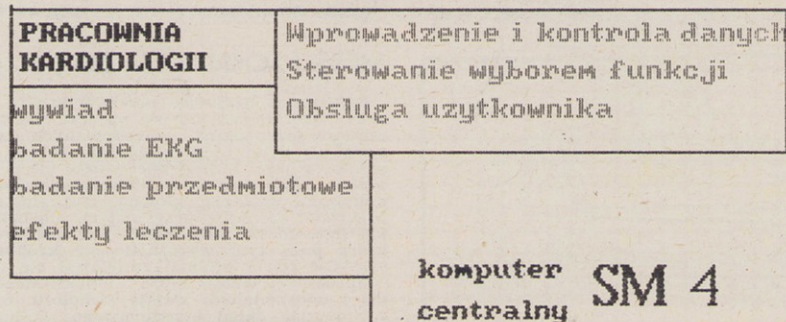 PRACOWNIA
KARDIOLOGII
Wprowadzenie i kontrola danych
Sterowanie wyborem funkcji
Obsluga uzytkownika
wywiad
badanie EKG
badanie przedmiotowe
efekty leczenia
komputer
centralny
SM 4